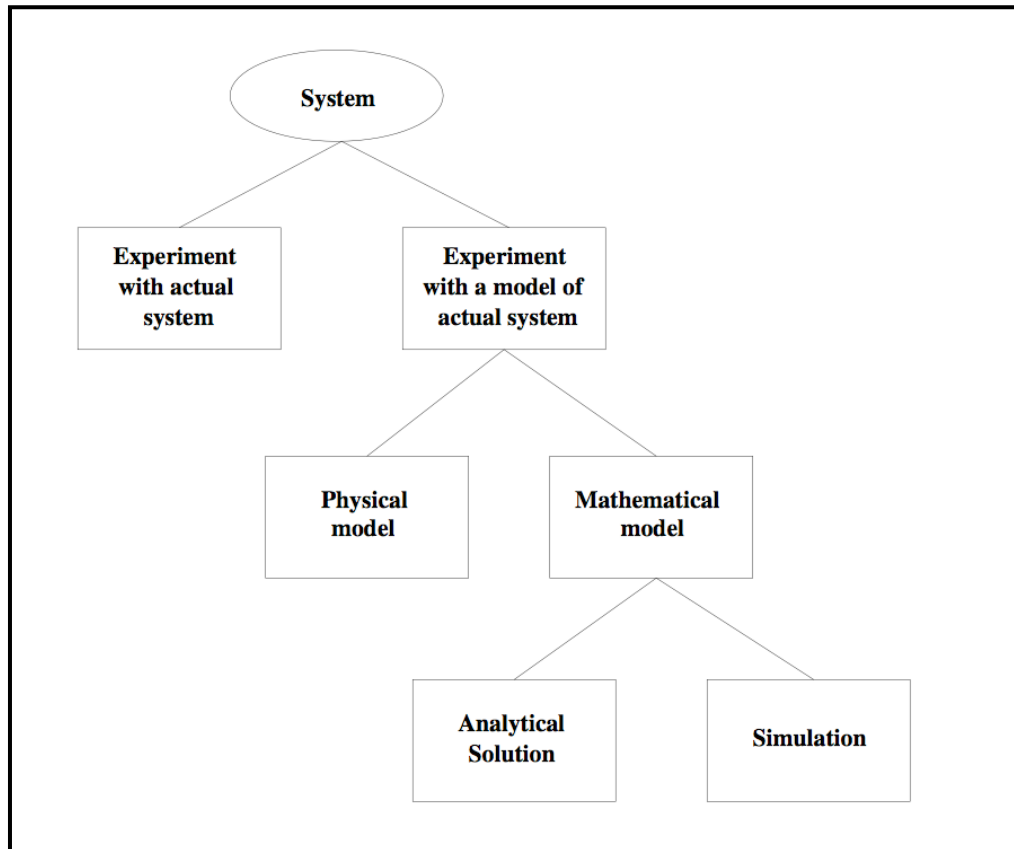 System
Experiment
with actual
system
Experiment
with a model of
actual system
Physical
model
Mathematical
model
Analytical
Solution
Simulation